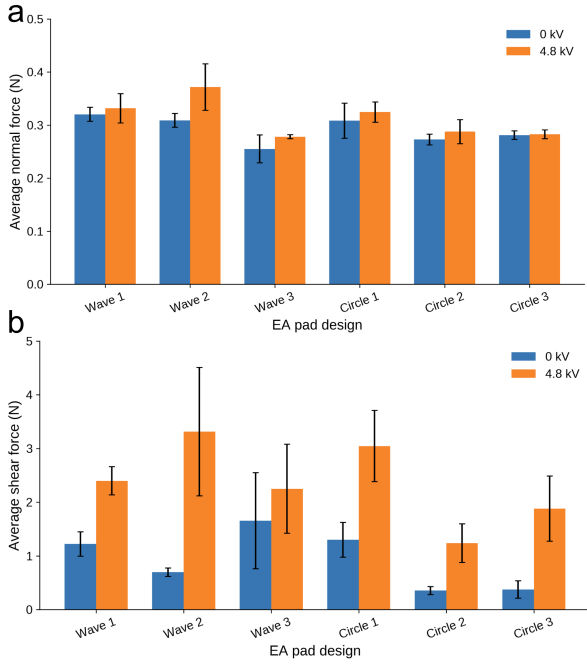 a
0.5
0.4
0.3
0.2
0.1
0.0
Average normal force (N)
0 kV
4.8 kV
Wave 1
Wave 2
Wave 3
Circle 1
Circle 2
Circle 3
EA pad design
b
5
4
3
2
1
0
Average shear force (N)
0 kV
4.8 kV
Wave 1
Wave 2
Wave 3
Circle 1
Circle 2
Circle 3
EA pad design